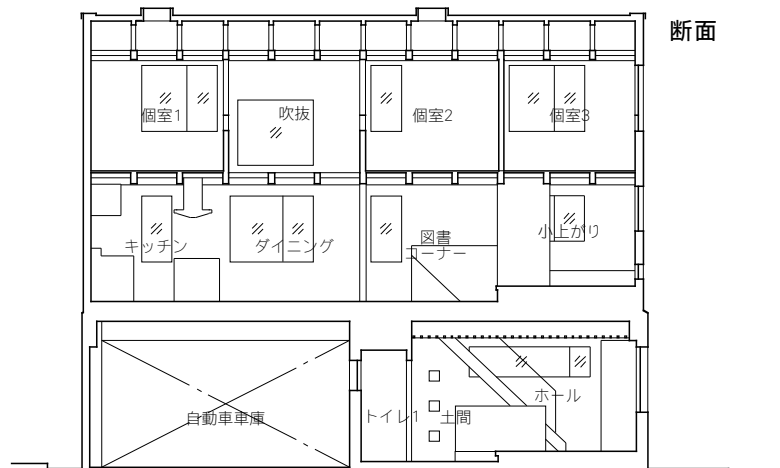 断面
個室1
吹抜
個室2
個室3
キッチン
ダイニング
図書
コーナー
小上がり
自動車車庫
トイレ1
土間
ホール